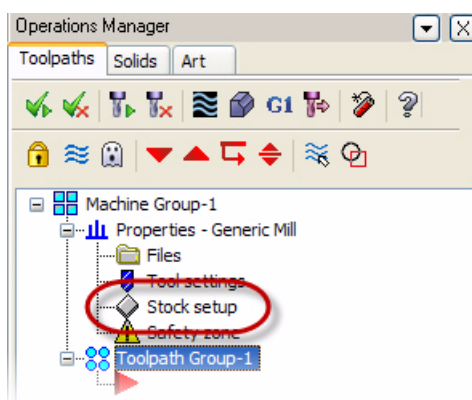 Operations Manager
Toolpaths Solids Art
G1
Machine Group-1
Properties - Generic Mill
Files
Tool settings
Stock setup
Safety zone
Toolpath Group-1